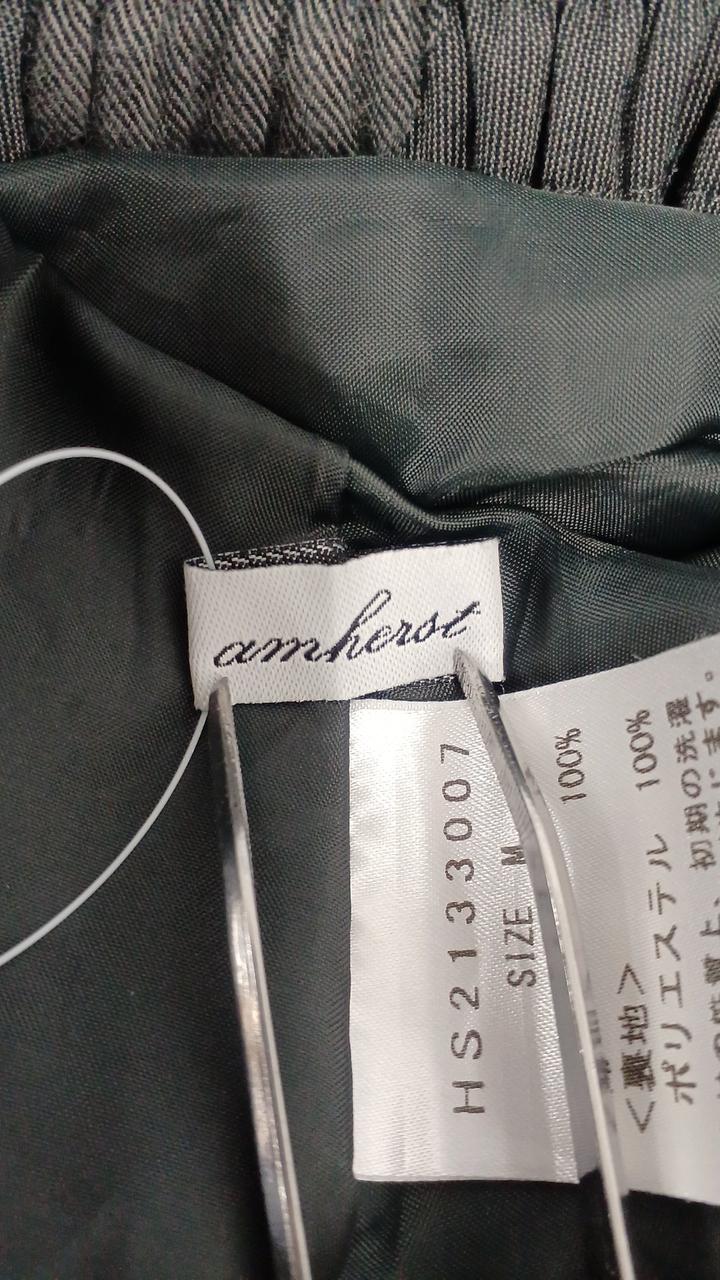 amherst
HS2133007
SIZE M
100%
<裏地>
ポリエステル 100%
初期の洗濯